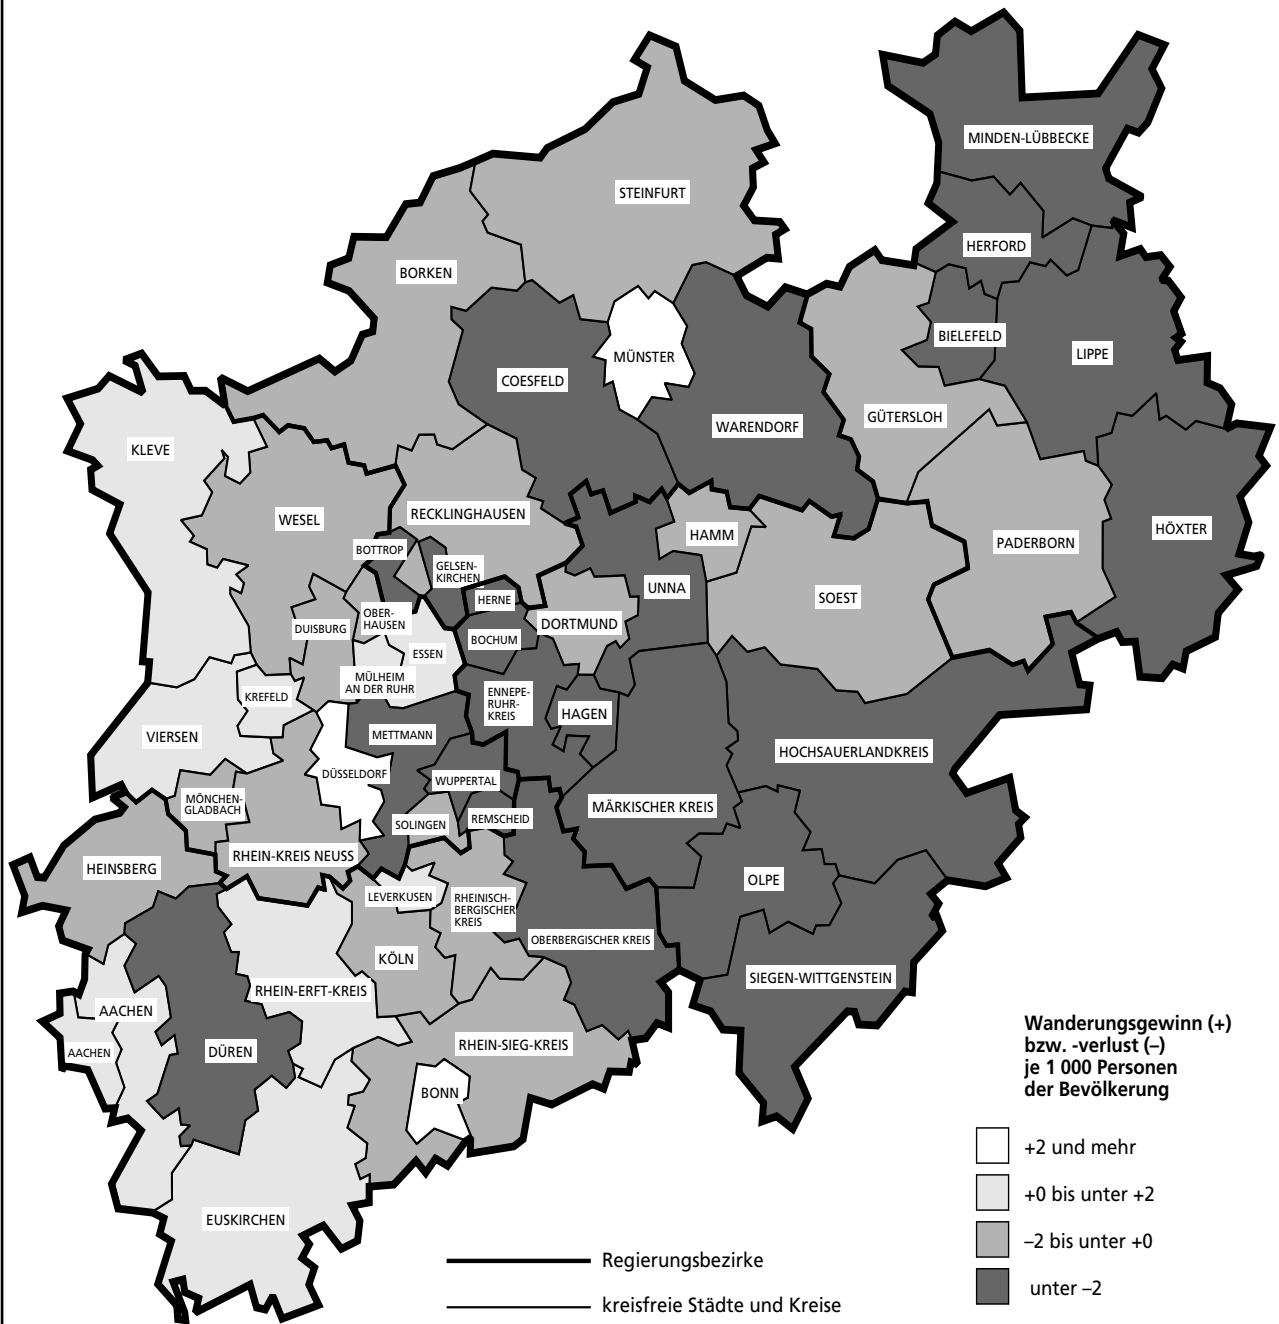 MINDEN-LÜBBECKE
STEINFURT
HERFORD
BORKEN
BIELEFELD
MÜNSTER
LIPPE
COESFELD
GÜTERSLOH
WARENDORF
KLEVE
RECKLINGHAUSEN
WESEL
HÖXTER
HAMM
PADERBORN
BOTTROP
GELSEN-
KIRCHEN
UNNA
SOEST
HERNE
OBER-
HAUSEN
DORTMUND
DUISBURG
BOCHUM
ESSEN
MÜLHEIM
AN DER RUHR
KREFELD
ENNEPE-
RUHR-
KREIS
HAGEN
VIERSEN
METTMANN
HOCHSAUERLANDKREIS
DÜSSELDORF
WUPPERTAL
MÖNCHEN-
GLADBACH
MÄRKISCHER KREIS
SOLINGEN
REMSCHEID
RHEIN-KREIS NEUSS
HEINSBERG
OLPE
LEVERKUSEN
RHEINISCH-
BERGISCHER
KREIS
OBERBERGISCHER KREIS
KÖLN
SIEGEN-WITTGENSTEIN
RHEIN-ERFT-KREIS
AACHEN
AACHEN
DÜREN
RHEIN-SIEG-KREIS
BONN
EUSKIRCHEN
Wanderungsgewinn (+)
bzw. -verlust (–)
je 1 000 Personen
der Bevölkerung
+2 und mehr
+0 bis unter +2
–2 bis unter +0
unter –2
Regierungsbezirke
kreisfreie Städte und Kreise